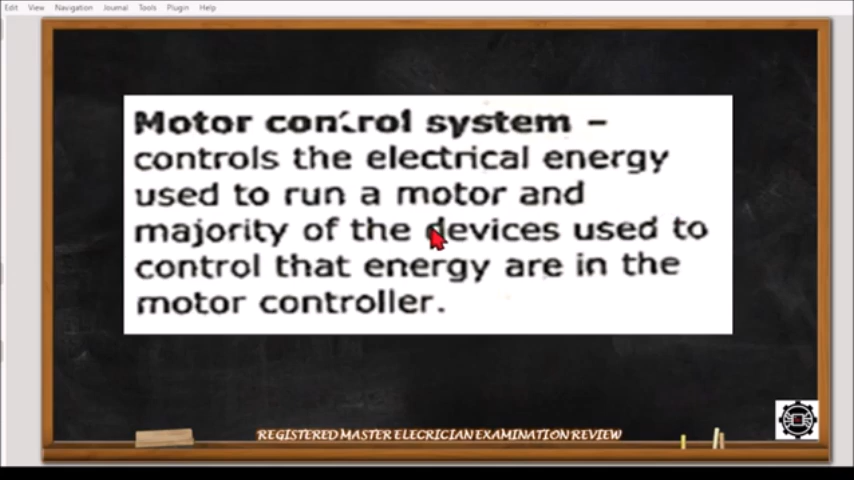 Edit View Navigation Journal Tools Plugin Help
Motor control system –
controls the electrical energy
used to run a motor and
majority of the devices used to
control that energy are in the
motor controller.
REGISTERED MASTER ELECRICIAN EXAMINATION REVIEW